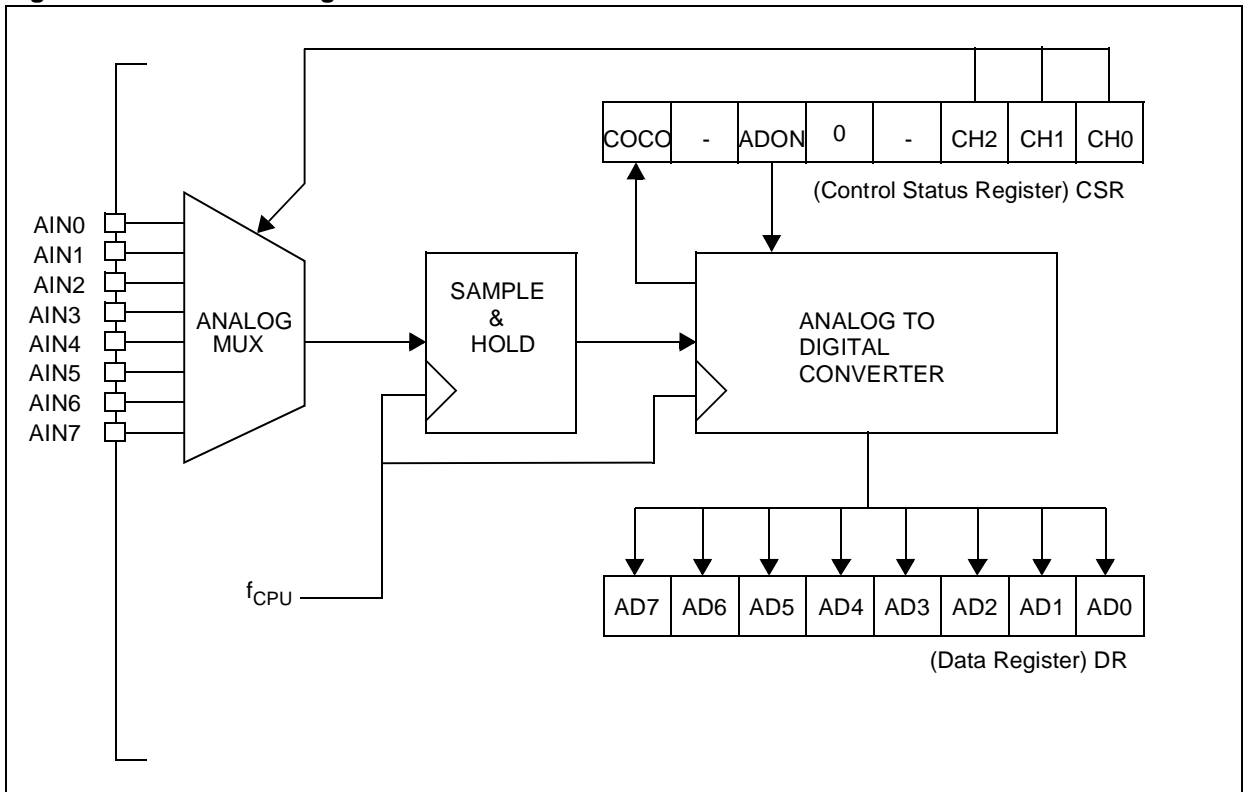 COCO - ADON 0 - CH2 CH1 CH0
(Control Status Register) CSR
AIN0
AIN1
AIN2
AIN3
AIN4
AIN5
AIN6
AIN7
ANALOG
MUX
SAMPLE
&
HOLD
ANALOG TO
DIGITAL
CONVERTER
fCPU
AD7 AD6 AD5 AD4 AD3 AD2 AD1 AD0
(Data Register) DR